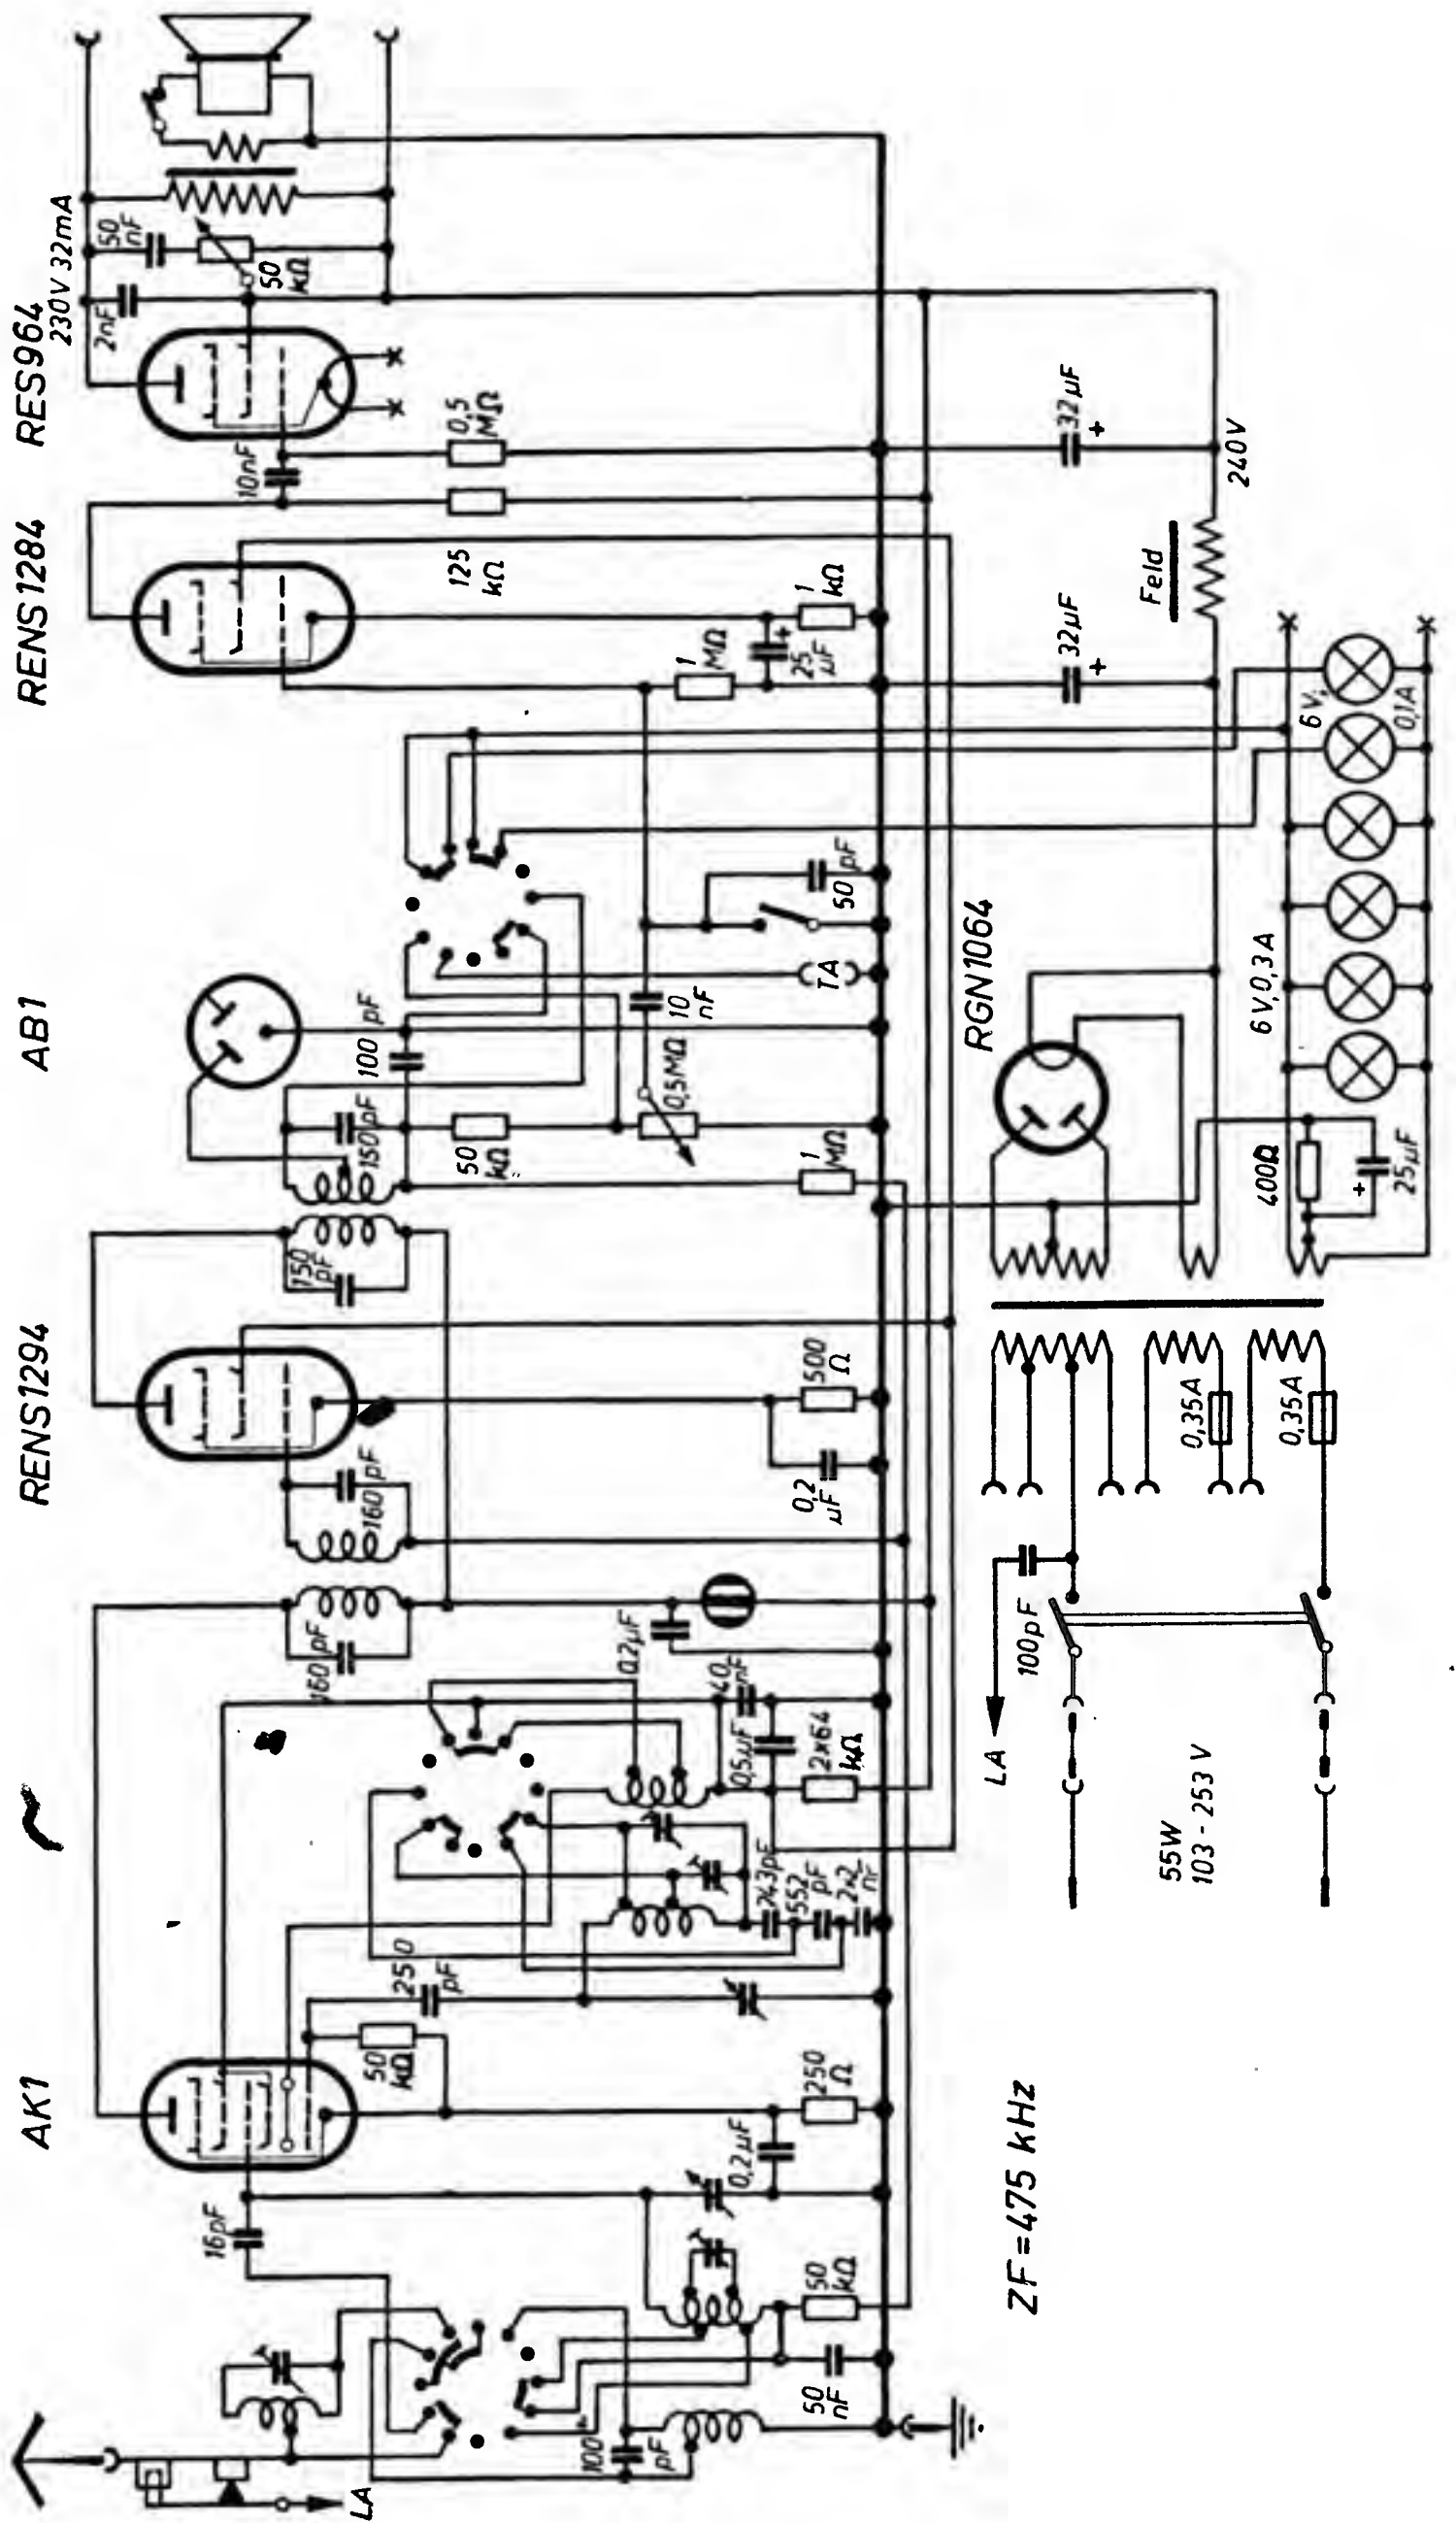 AK1
RENS1294
AB1
RENS1284
RES964
230V 32mA
16pF
50
kΩ
250
pF
160pF
160pF
150
pF
150pF
100 pF
10nF
2nF
50
nF
50
kΩ
LA
100
pF
50
nF
50
kΩ
0,2µF
250
Ω
243pF
552
pF
2×2
nF
0,5µF
40
nF
2×64
kΩ
0,2µF
0,2
µF
500
Ω
50
kΩ
1
MΩ
0,5MΩ
10
nF
TA
50 pF
1
MΩ
25
µF
1
kΩ
125
kΩ
0,5
MΩ
ZF=475 kHz
LA
100pF
55W
103-253 V
0,35A
0,35A
RGN1064
400Ω
25µF
6V,0,3A
6V,
0,1A
32µF
Feld
32µF
240V